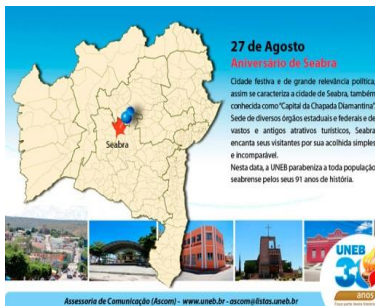 27 de Agosto
Aniversário de Seabra
Cidade festiva e de grande relevância política,
assim se caracteriza a cidade de Seabra, também
conhecida como "Capital da Chapada Diamantina".
Sede de diversos órgãos estaduais e federais e de
vastos e antigos atrativos turísticos, Seabra
encanta seus visitantes por sua acolhida simples
e incomparável.
Nesta data, a UNEB parabeniza a toda população
seabrense pelos seus 91 anos de história.
Seabra
UNEB
30
anos
Assessoria de Comunicação (Ascom) - www.uneb.br - ascom@listas.uneb.br